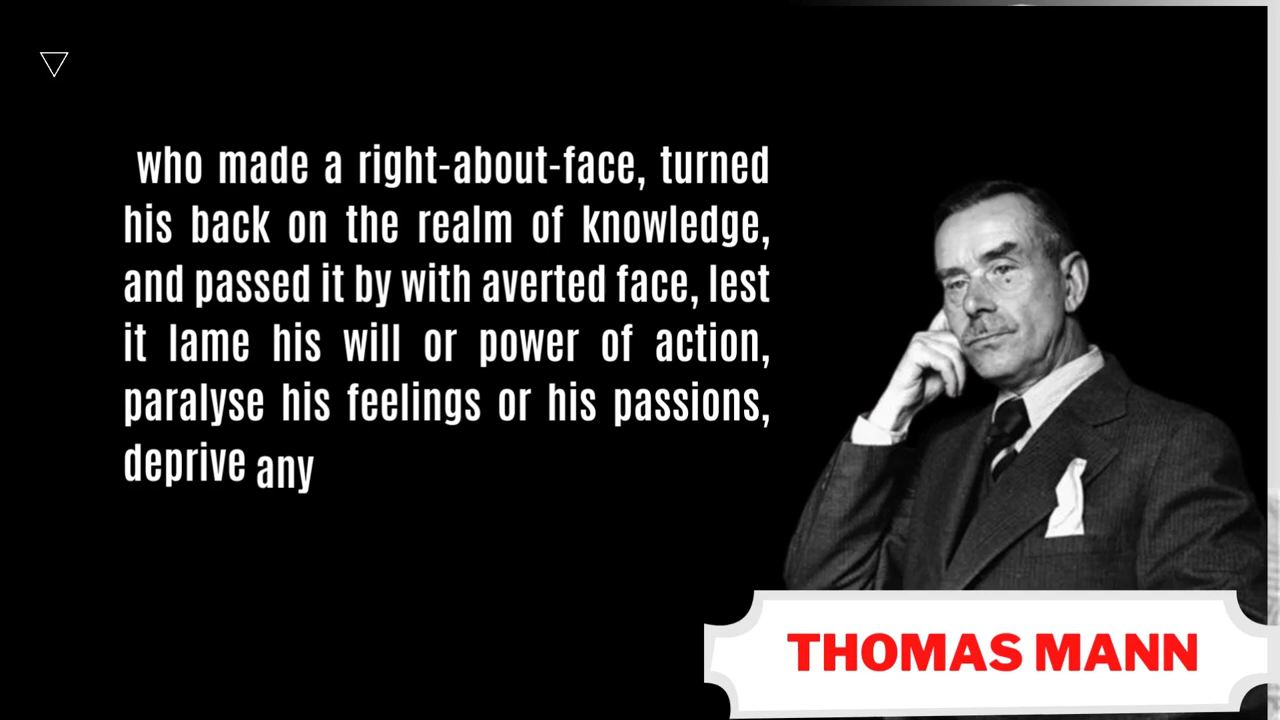 who made a right-about-face, turned
his back on the realm of knowledge,
and passed it by with averted face, lest
it lame his will or power of action,
paralyse his feelings or his passions,
deprive any
THOMAS MANN